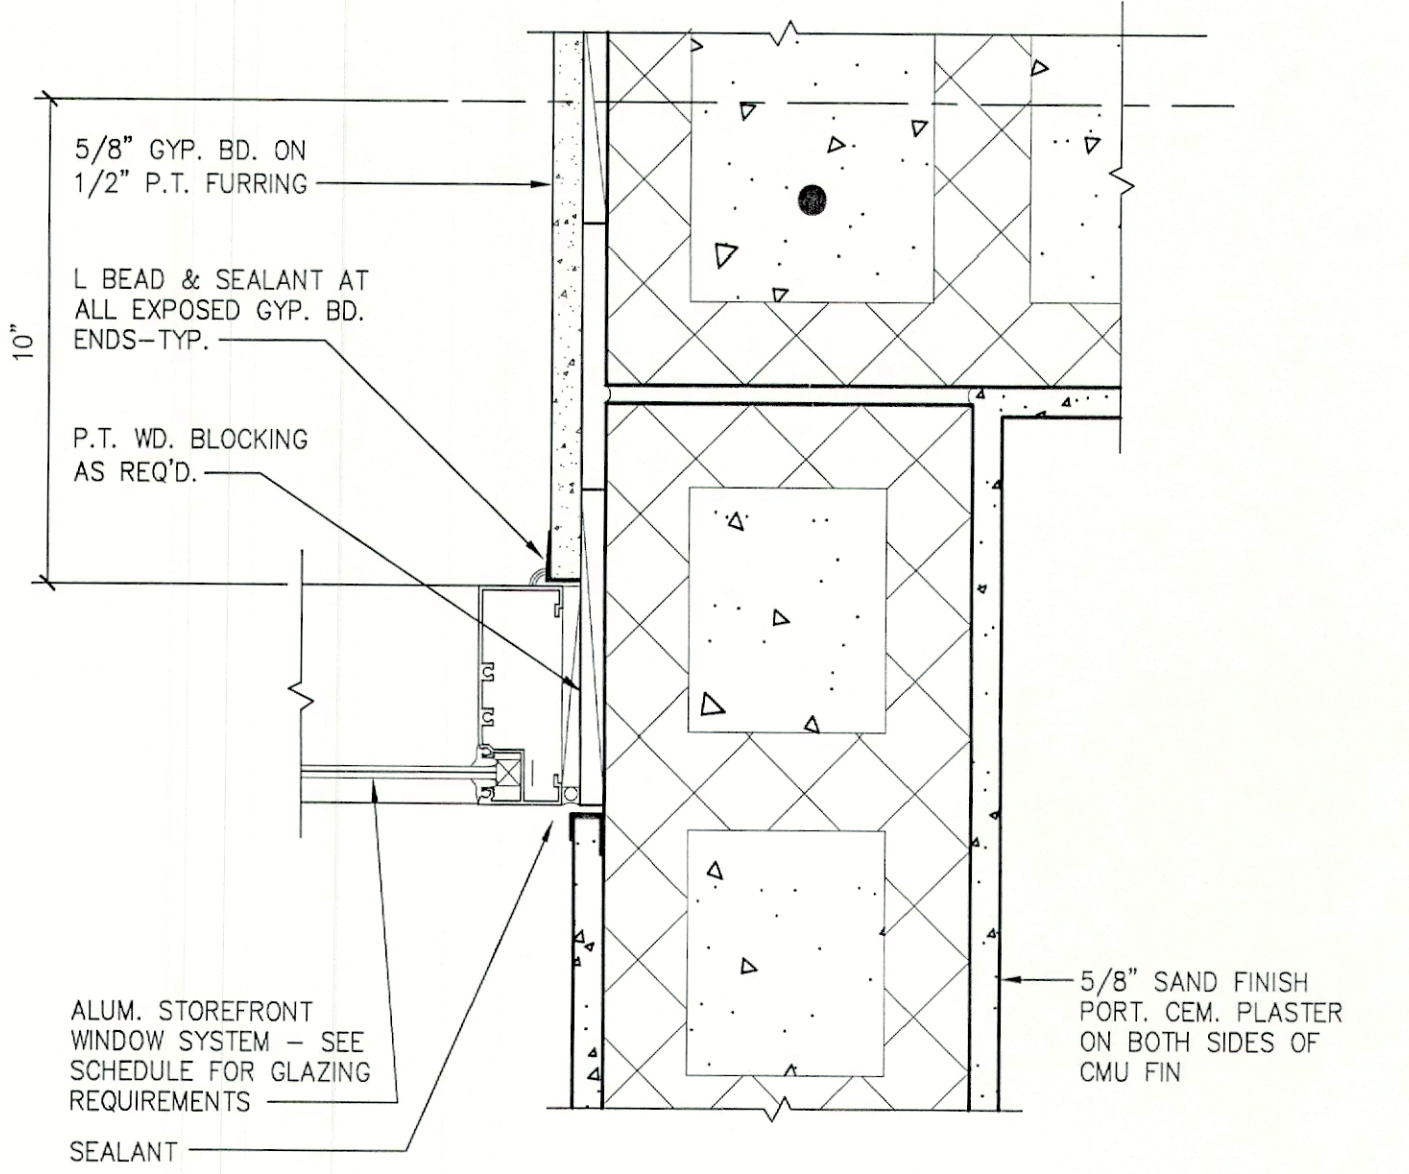 5/8" GYP. BD. ON
1/2" P.T. FURRING
L BEAD & SEALANT AT
ALL EXPOSED GYP. BD.
ENDS-TYP.
10"
P.T. WD. BLOCKING
AS REQ'D.
ALUM. STOREFRONT
WINDOW SYSTEM - SEE
SCHEDULE FOR GLAZING
REQUIREMENTS
SEALANT
5/8" SAND FINISH
PORT. CEM. PLASTER
ON BOTH SIDES OF
CMU FIN